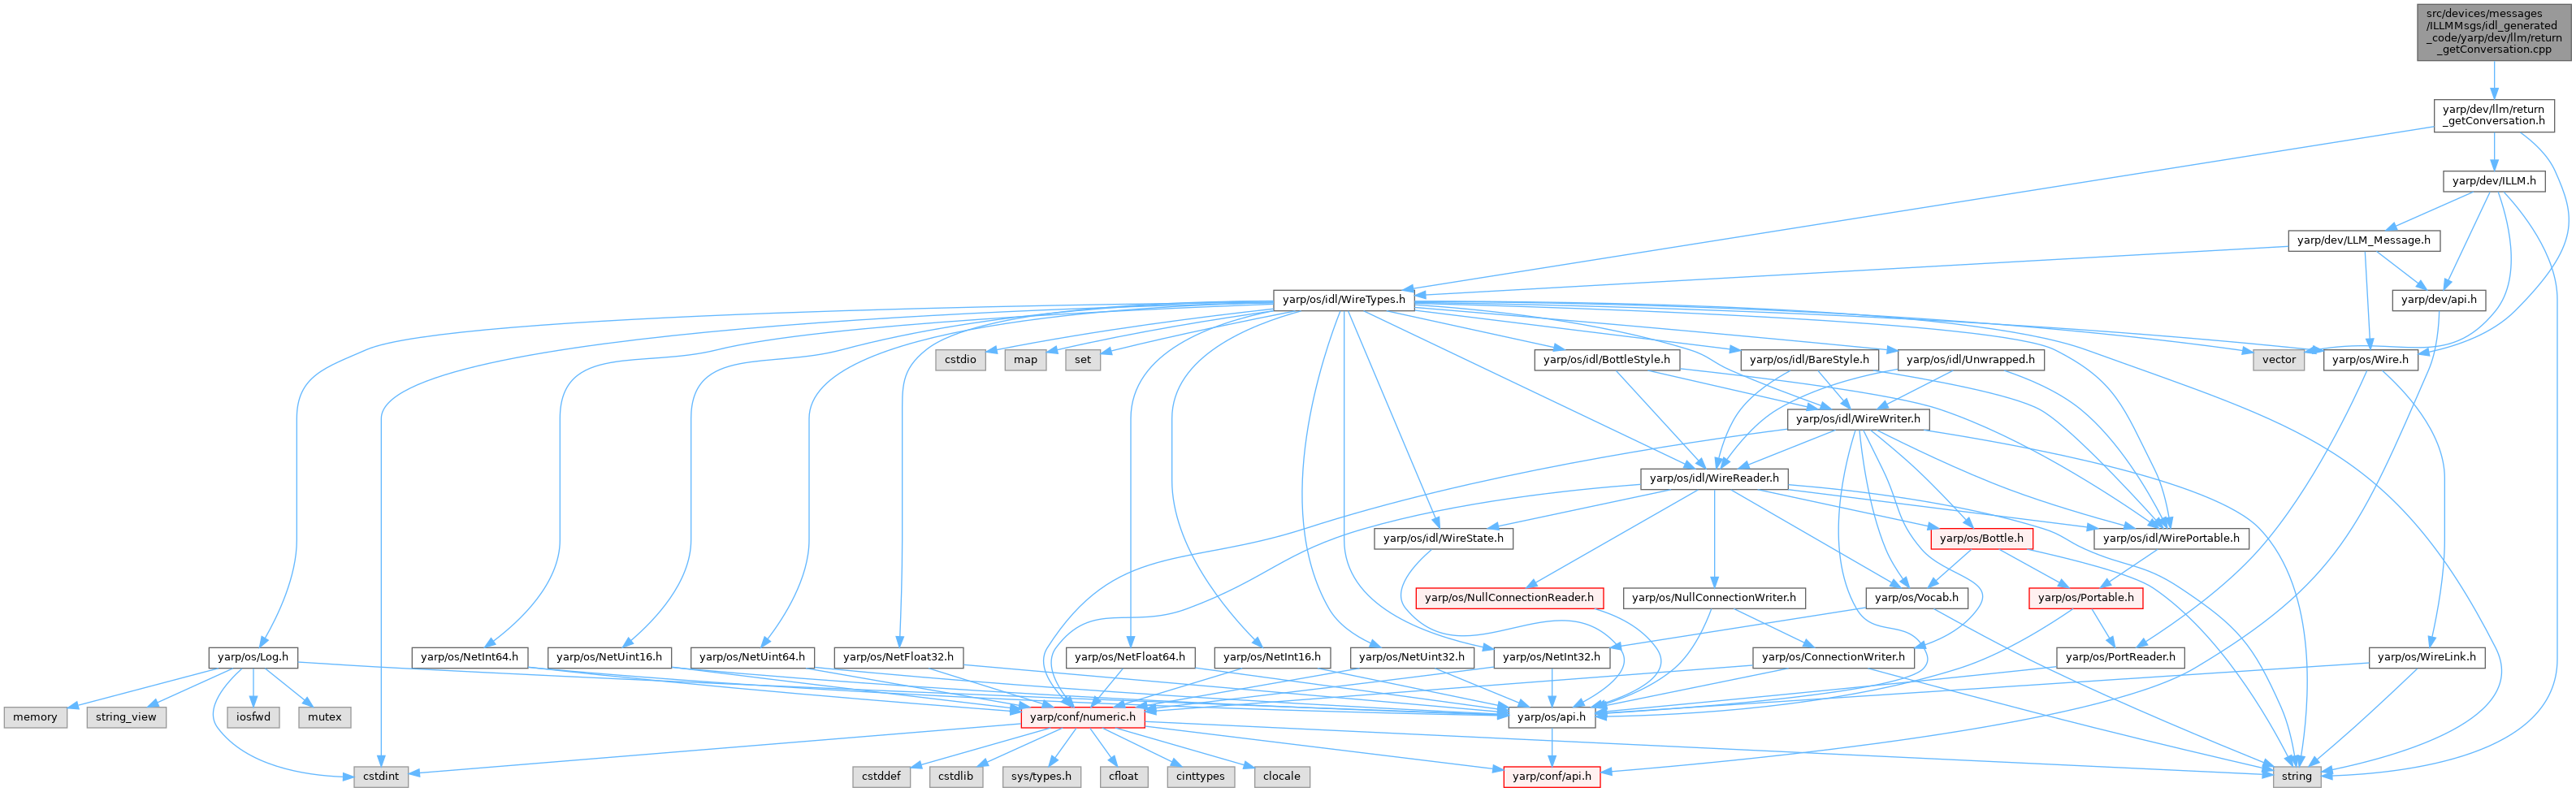 src/devices/messages
/ILLMMsgs/idl_generated
_code/yarp/dev/llm/return
_getConversation.cpp
yarp/dev/llm/return
_getConversation.h
yarp/dev/ILLM.h
yarp/dev/LLM_Message.h
yarp/os/idl/WireTypes.h
yarp/dev/api.h
cstdio
map
set
yarp/os/idl/BottleStyle.h
yarp/os/idl/BareStyle.h
yarp/os/idl/Unwrapped.h
vector
yarp/os/Wire.h
yarp/os/idl/WireWriter.h
yarp/os/idl/WireReader.h
yarp/os/idl/WireState.h
yarp/os/Bottle.h
yarp/os/idl/WirePortable.h
yarp/os/NullConnectionReader.h
yarp/os/NullConnectionWriter.h
yarp/os/Vocab.h
yarp/os/Portable.h
yarp/os/Log.h
yarp/os/NetInt64.h
yarp/os/NetUint16.h
yarp/os/NetUint64.h
yarp/os/NetFloat32.h
yarp/os/NetFloat64.h
yarp/os/NetInt16.h
yarp/os/NetUint32.h
yarp/os/NetInt32.h
yarp/os/ConnectionWriter.h
yarp/os/PortReader.h
yarp/os/WireLink.h
memory
string_view
iosfwd
mutex
yarp/conf/numeric.h
yarp/os/api.h
cstdint
cstddef
cstdlib
sys/types.h
cfloat
cinttypes
clocale
yarp/conf/api.h
string